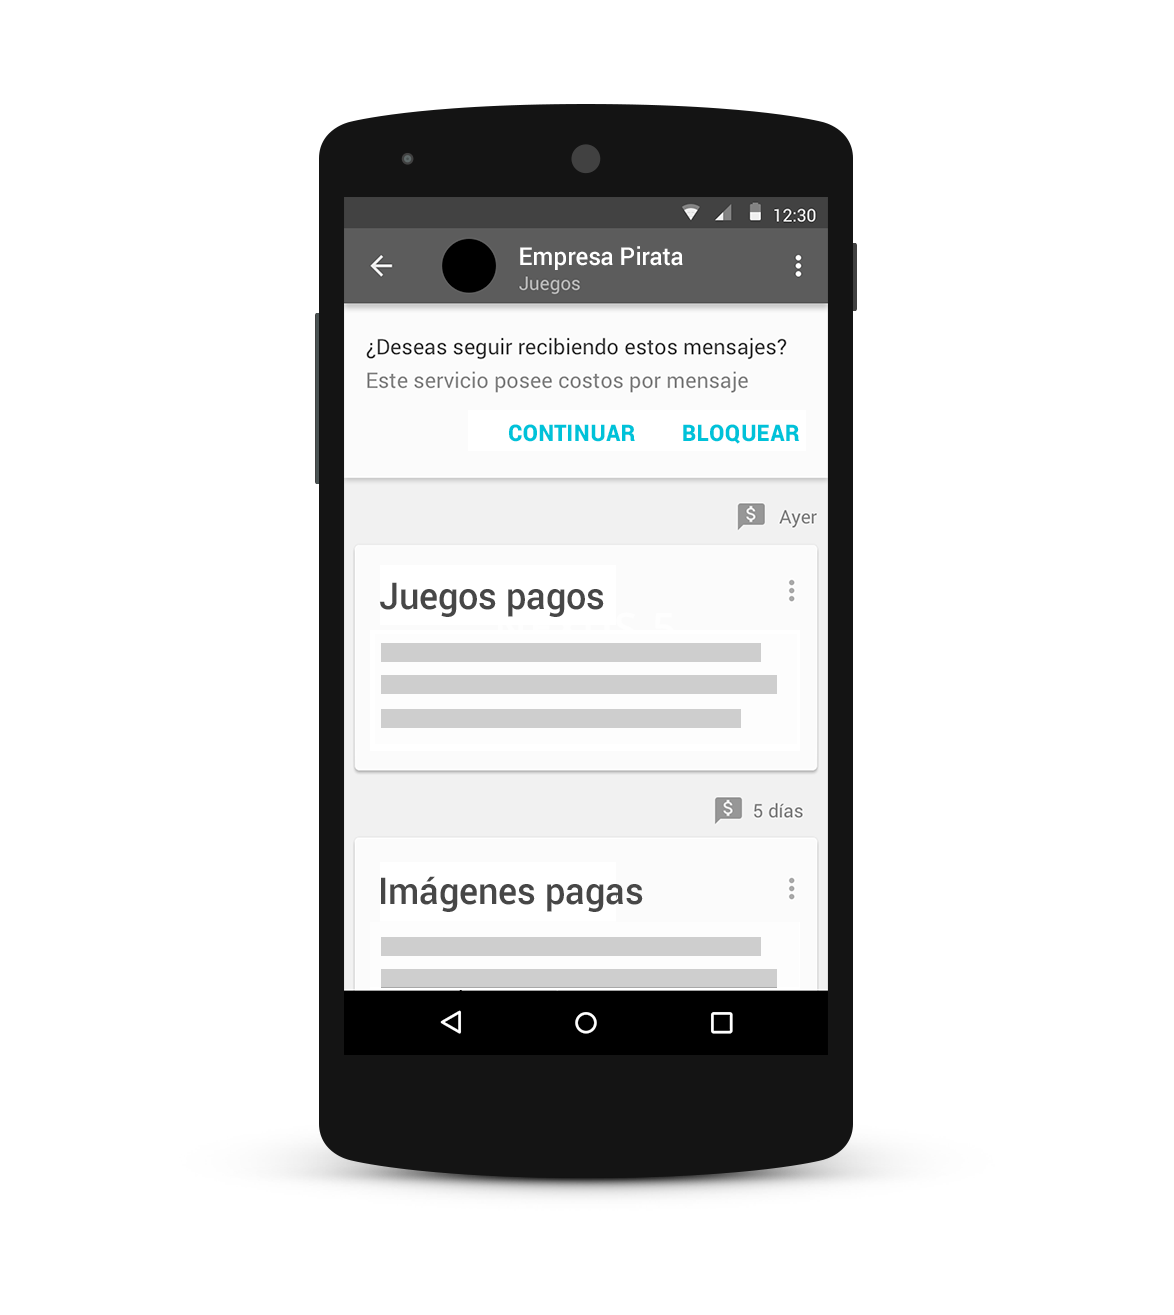 12:30
Empresa Pirata
Juegos
¿Deseas seguir recibiendo estos mensajes?
Este servicio posee costos por mensaje
CONTINUAR BLOQUEAR
$ Ayer
Juegos pagos
$ 5 días
Imágenes pagas